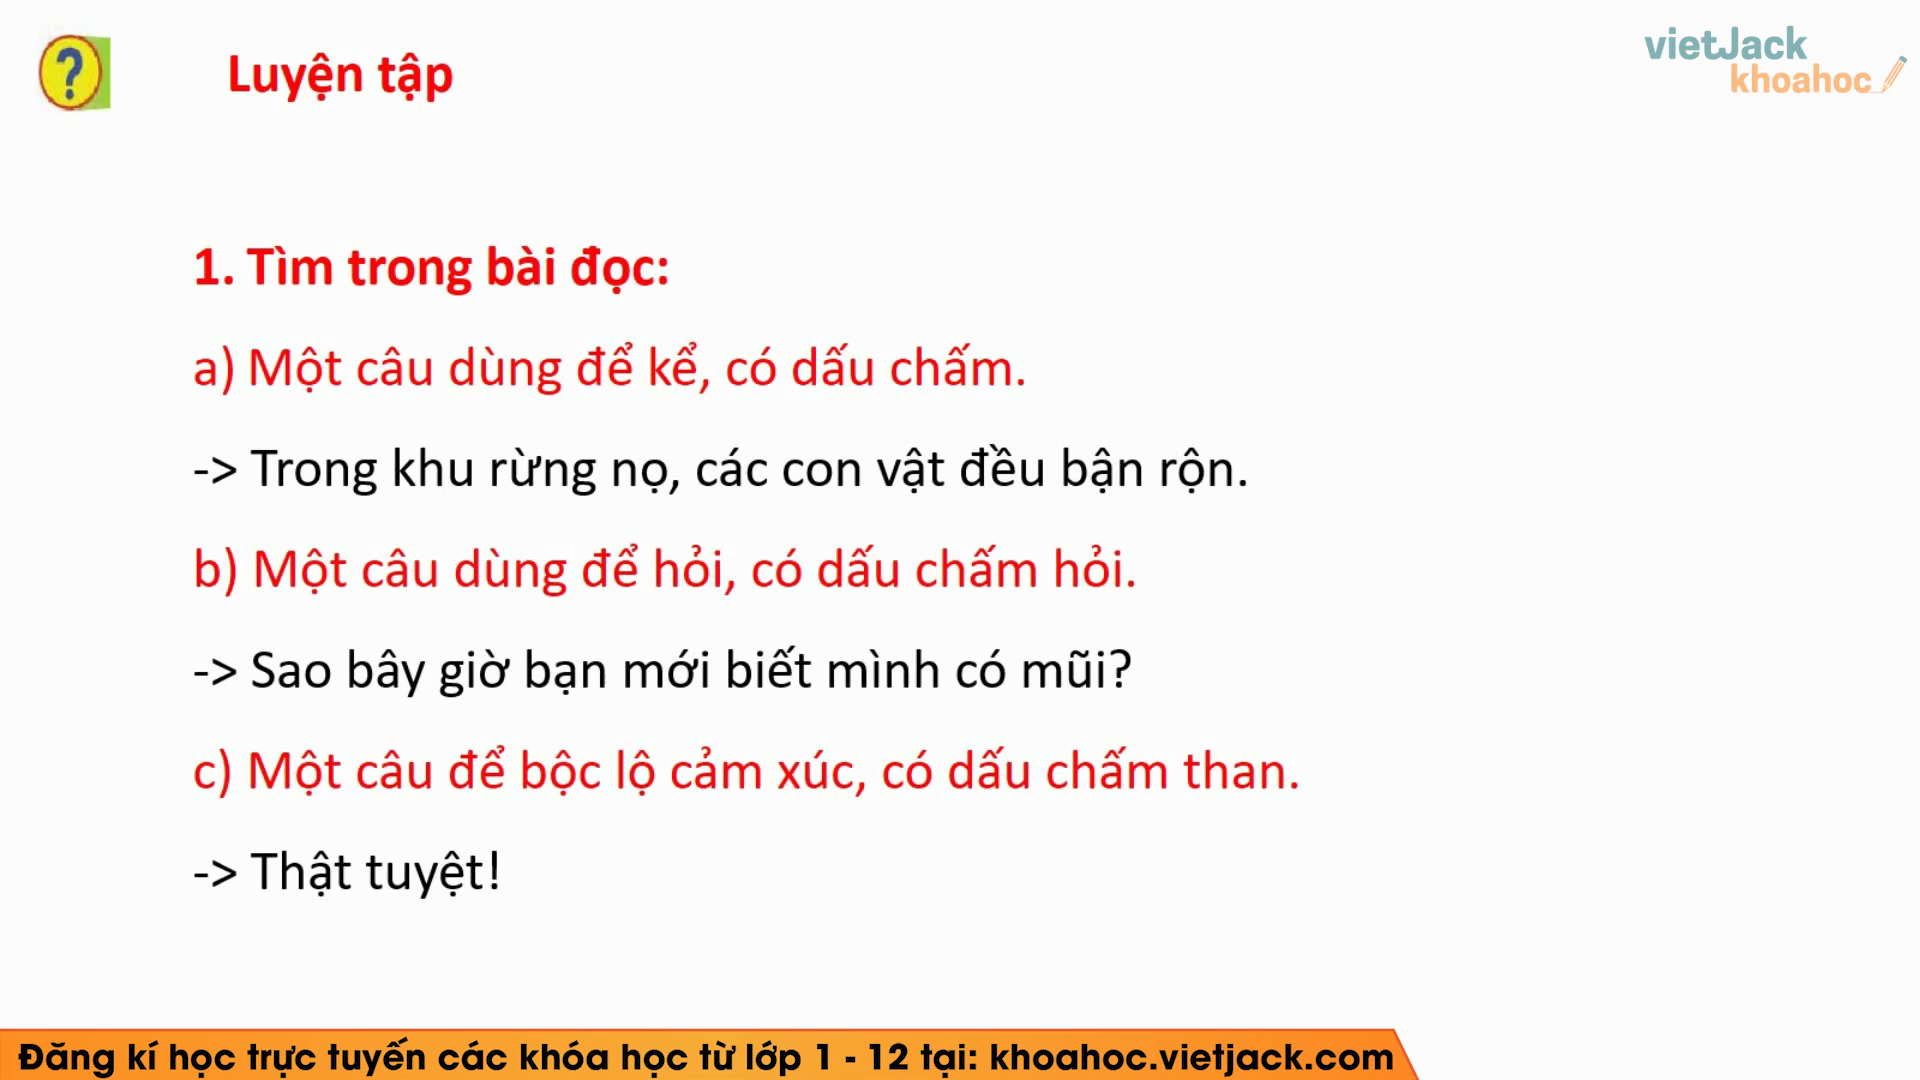 ?
Luyện tập
vietJack
khoahoc
1. Tìm trong bài đọc:
a) Một câu dùng để kể, có dấu chấm.
-> Trong khu rừng nọ, các con vật đều bận rộn.
b) Một câu dùng để hỏi, có dấu chấm hỏi.
-> Sao bây giờ bạn mới biết mình có mũi?
c) Một câu để bộc lộ cảm xúc, có dấu chấm than.
-> Thật tuyệt!
Đăng kí học trực tuyến các khóa học từ lớp 1 - 12 tại: khoahoc.vietjack.com